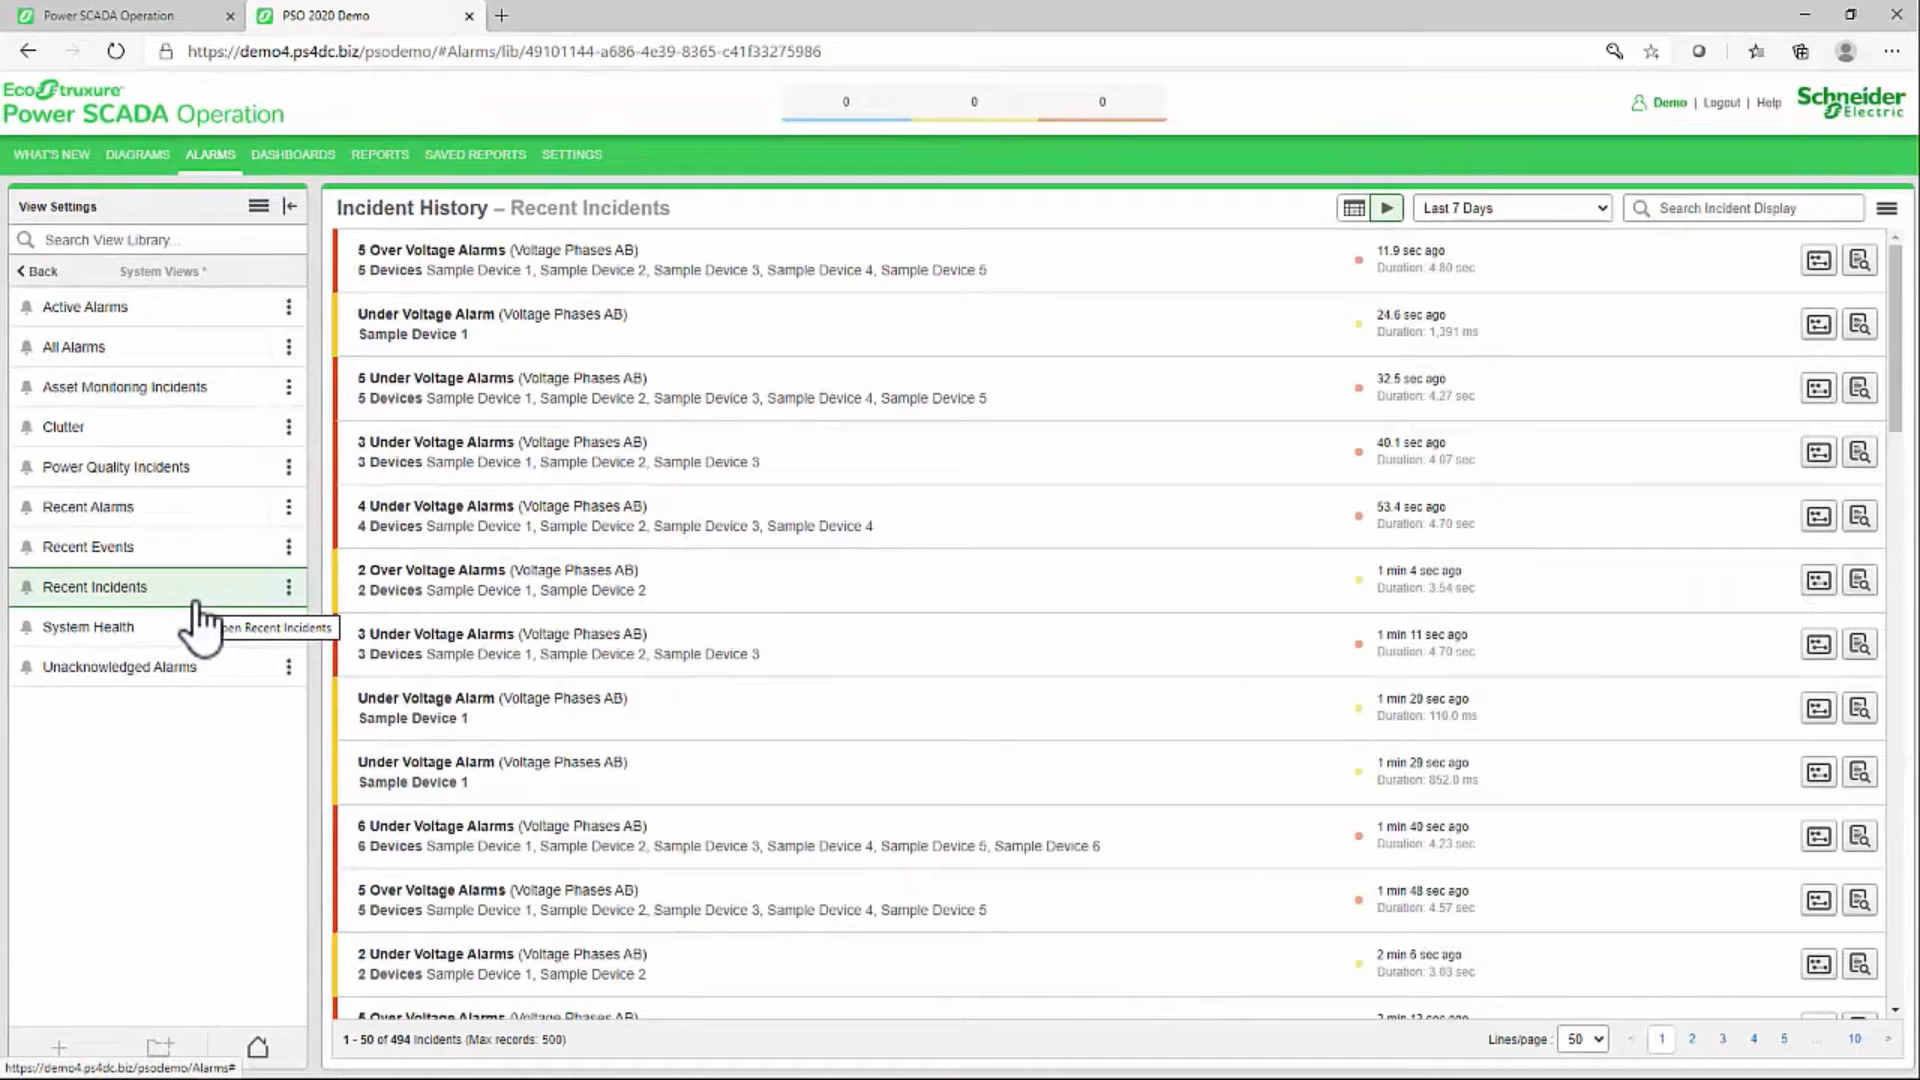 Power SCADA Operation
PSO 2020 Demo
https://demo4.ps4dc.biz/psodemo/#Alarms/lib/49101144-a686-4e39-8365-c41f33275986
EcoStruxure
Power SCADA Operation
0 0 0
Demo | Logout | Help
Schneider Electric
WHAT'S NEW DIAGRAMS ALARMS DASHBOARDS REPORTS SAVED REPORTS SETTINGS
View Settings
Search View Library...
Back System Views *
Active Alarms
All Alarms
Asset Monitoring Incidents
Clutter
Power Quality Incidents
Recent Alarms
Recent Events
Recent Incidents
System Health
Recent Incidents
Unacknowledged Alarms
Incident History – Recent Incidents
Last 7 Days
Search Incident Display
5 Over Voltage Alarms (Voltage Phases AB)
5 Devices Sample Device 1, Sample Device 2, Sample Device 3, Sample Device 4, Sample Device 5
11.9 sec ago
Duration: 4.80 sec
Under Voltage Alarm (Voltage Phases AB)
Sample Device 1
24.6 sec ago
Duration: 1,391 ms
5 Under Voltage Alarms (Voltage Phases AB)
5 Devices Sample Device 1, Sample Device 2, Sample Device 3, Sample Device 4, Sample Device 5
32.5 sec ago
Duration: 4.27 sec
3 Under Voltage Alarms (Voltage Phases AB)
3 Devices Sample Device 1, Sample Device 2, Sample Device 3
40.1 sec ago
Duration: 4.07 sec
4 Under Voltage Alarms (Voltage Phases AB)
4 Devices Sample Device 1, Sample Device 2, Sample Device 3, Sample Device 4
53.4 sec ago
Duration: 4.70 sec
2 Over Voltage Alarms (Voltage Phases AB)
2 Devices Sample Device 1, Sample Device 2
1 min 4 sec ago
Duration: 3.54 sec
3 Under Voltage Alarms (Voltage Phases AB)
3 Devices Sample Device 1, Sample Device 2, Sample Device 3
1 min 11 sec ago
Duration: 4.70 sec
Under Voltage Alarm (Voltage Phases AB)
Sample Device 1
1 min 20 sec ago
Duration: 110.0 ms
Under Voltage Alarm (Voltage Phases AB)
Sample Device 1
1 min 29 sec ago
Duration: 852.0 ms
6 Under Voltage Alarms (Voltage Phases AB)
6 Devices Sample Device 1, Sample Device 2, Sample Device 3, Sample Device 4, Sample Device 5, Sample Device 6
1 min 40 sec ago
Duration: 4.23 sec
5 Over Voltage Alarms (Voltage Phases AB)
5 Devices Sample Device 1, Sample Device 2, Sample Device 3, Sample Device 4, Sample Device 5
1 min 48 sec ago
Duration: 4.57 sec
2 Under Voltage Alarms (Voltage Phases AB)
2 Devices Sample Device 1, Sample Device 2
2 min 6 sec ago
Duration: 3.03 sec
5 Over Voltage Alarms (Voltage Phases AB)
1 - 50 of 494 Incidents (Max records: 500)
Lines/page : 50 < 1 2 3 4 5 ... 10 >
https://demo4.ps4dc.biz/psodemo/Alarms#